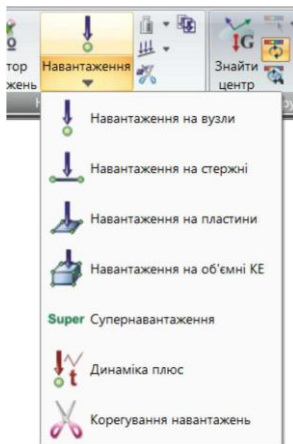 тор
жень
Навантаження
G
Знайти
центр
Навантаження на вузли
Навантаження на стержні
Навантаження на пластини
Навантаження на об'ємні КЕ
Super Супернавантаження
t Динаміка плюс
Корегування навантажень